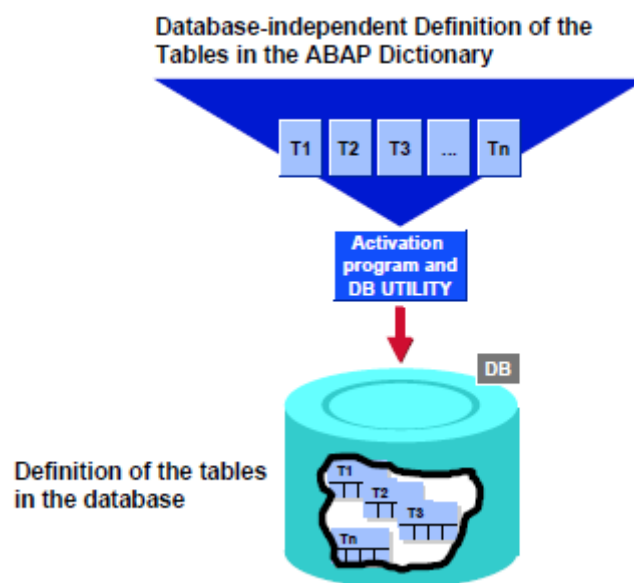 Database-independent Definition of the
Tables in the ABAP Dictionary
T1 T2 T3 ... Tn
Activation
program and
DB UTILITY
DB
Definition of the tables
in the database
T1
T2
T3
Tn